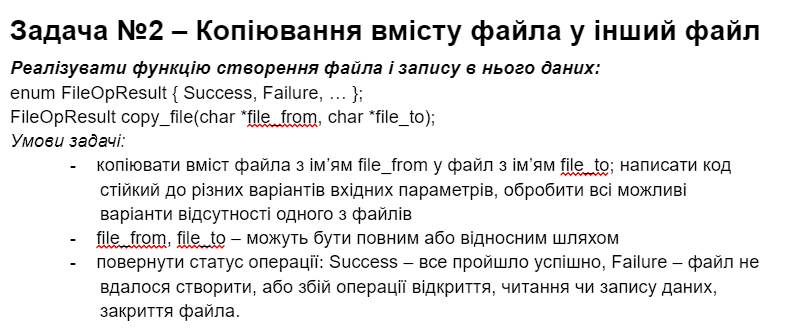 Задача №2 – Копіювання вмісту файла у інший файл
Реалізувати функцію створення файла і запису в нього даних:
enum FileOpResult { Success, Failure, … };
FileOpResult copy_file(char *file_from, char *file_to);
Умови задачі:
- копіювати вміст файла з ім’ям file_from у файл з ім’ям file_to; написати код
стійкий до різних варіантів вхідних параметрів, обробити всі можливі
варіанти відсутності одного з файлів
- file_from, file_to – можуть бути повним або відносним шляхом
- повернути статус операції: Success – все пройшло успішно, Failure – файл не
вдалося створити, або збій операції відкриття, читання чи запису даних,
закриття файла.